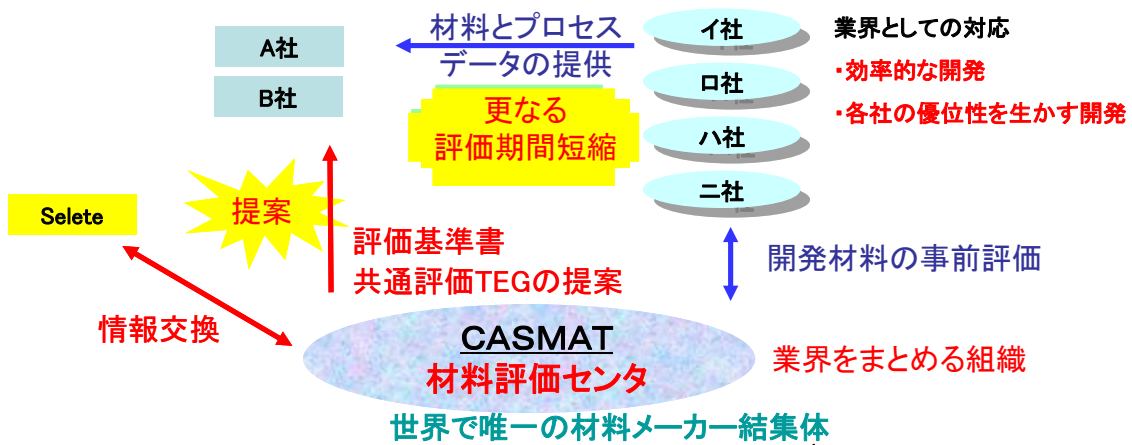 A社
B社
材料とプロセス
データの提供
更なる
評価期間短縮
イ社
ロ社
ハ社
ニ社
業界としての対応
・効率的な開発
・各社の優位性を生かす開発
Selete
提案
評価基準書
共通評価TEGの提案
開発材料の事前評価
情報交換
CASMAT
材料評価センタ
業界をまとめる組織
世界で唯一の材料メーカー結集体